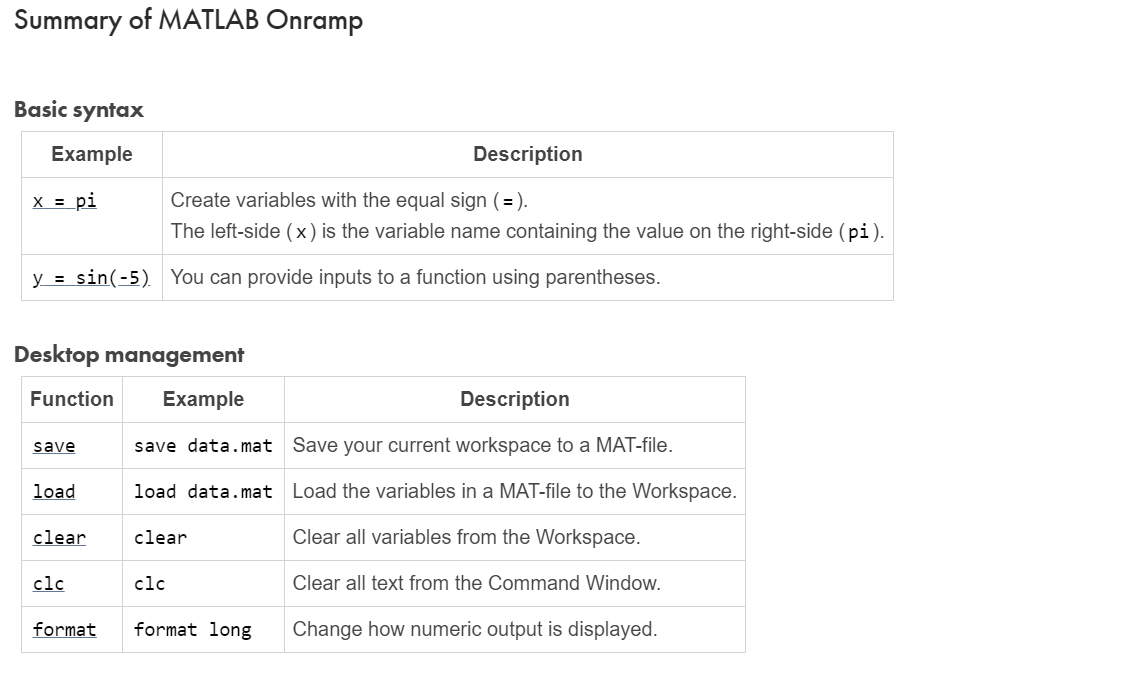 Summary of MATLAB Onramp
Basic syntax
Example Description
x = pi Create variables with the equal sign (=).
The left-side (x) is the variable name containing the value on the right-side (pi).
y = sin(-5) You can provide inputs to a function using parentheses.
Desktop management
Function Example Description
save save data.mat Save your current workspace to a MAT-file.
load load data.mat Load the variables in a MAT-file to the Workspace.
clear clear Clear all variables from the Workspace.
clc clc Clear all text from the Command Window.
format format long Change how numeric output is displayed.